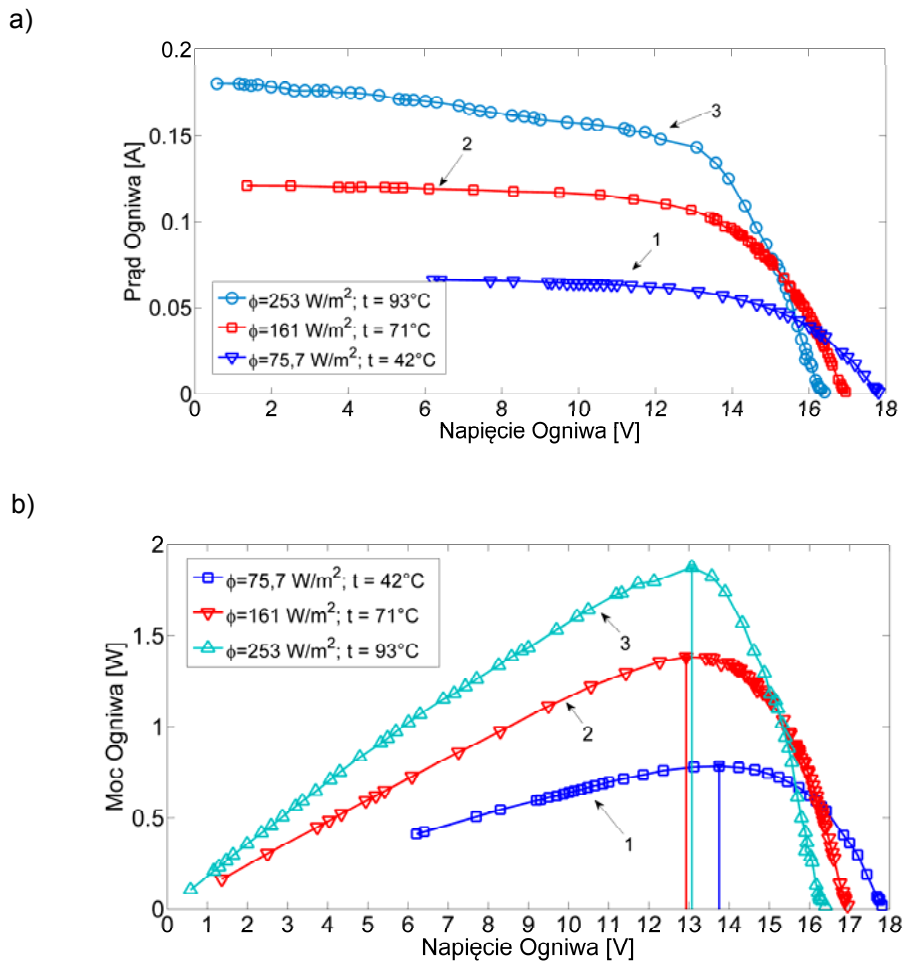 a)
0.2
0.15
0.1
0.05
0
Prąd Ogniwa [A]
3
2
1
ϕ=253 W/m²; t = 93°C
ϕ=161 W/m²; t = 71°C
ϕ=75,7 W/m²; t = 42°C
0 2 4 6 8 10 12 14 16 18
Napięcie Ogniwa [V]
b)
2
1.5
1
0.5
0
Moc Ogniwa [W]
ϕ=75,7 W/m²; t = 42°C
ϕ=161 W/m²; t = 71°C
ϕ=253 W/m²; t = 93°C
3
2
1
0 1 2 3 4 5 6 7 8 9 10 11 12 13 14 15 16 17 18
Napięcie Ogniwa [V]